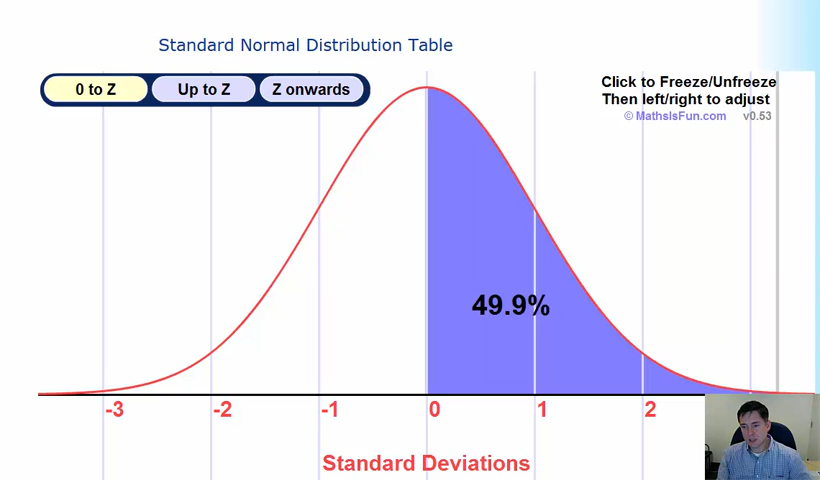 Standard Normal Distribution Table
0 to Z Up to Z Z onwards
Click to Freeze/Unfreeze
Then left/right to adjust
© MathsIsFun.com v0.53
49.9%
-3 -2 -1 0 1 2
Standard Deviations